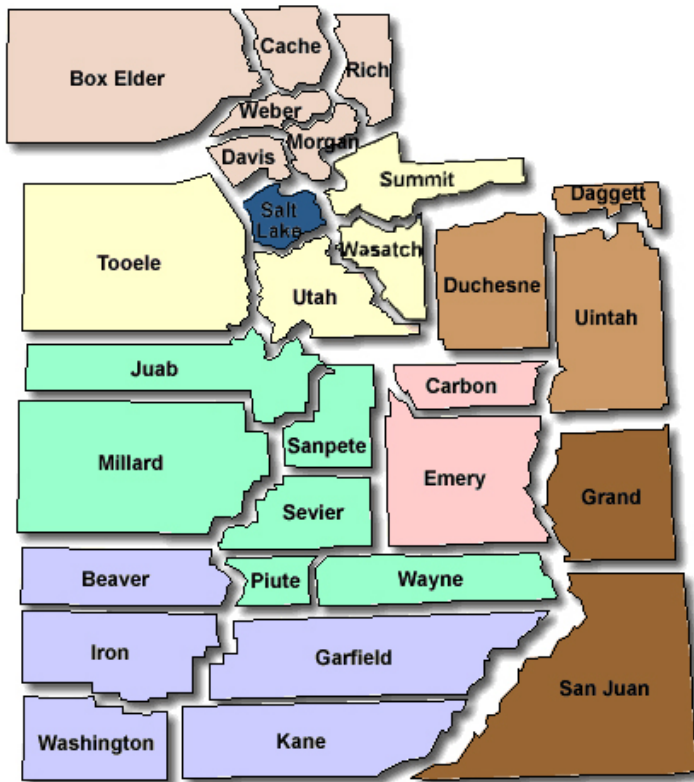 Cache
Rich
Box Elder
Weber
Morgan
Davis
Summit
Daggett
Salt
Lake
Wasatch
Tooele
Utah
Duchesne
Uintah
Juab
Carbon
Sanpete
Millard
Emery
Grand
Sevier
Beaver
Piute
Wayne
Iron
Garfield
San Juan
Washington
Kane